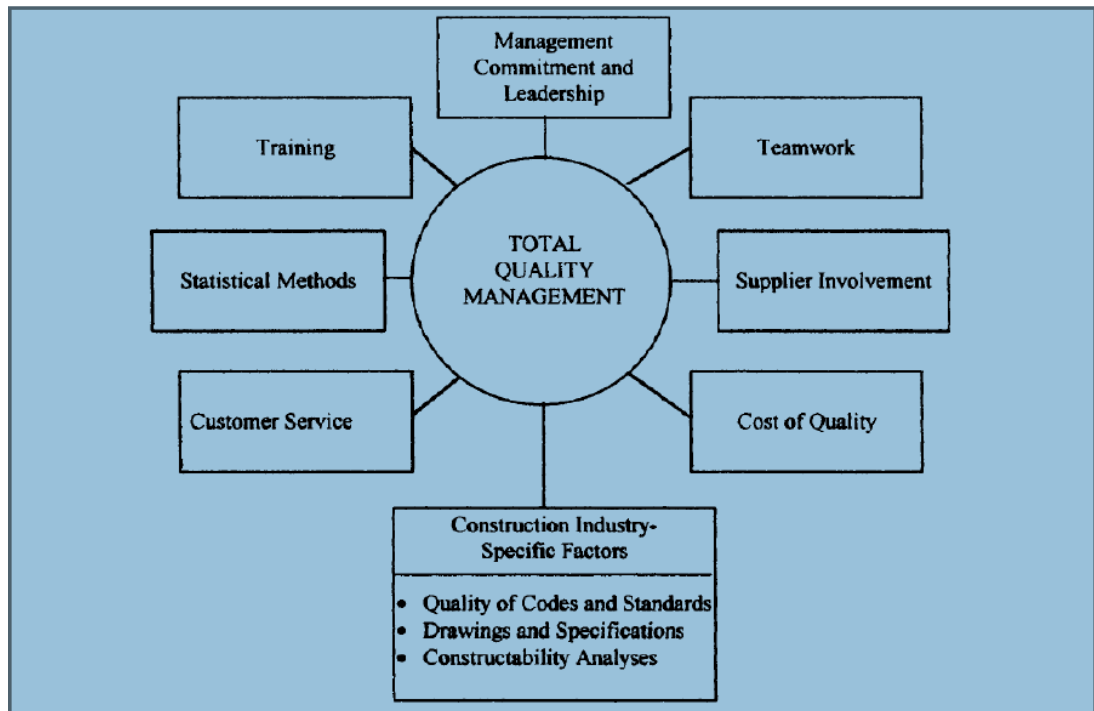 Management
Commitment and
Leadership
Training
Teamwork
TOTAL
QUALITY
MANAGEMENT
Statistical Methods
Supplier Involvement
Customer Service
Cost of Quality
Construction Industry-
Specific Factors
• Quality of Codes and Standards
• Drawings and Specifications
• Constructability Analyses